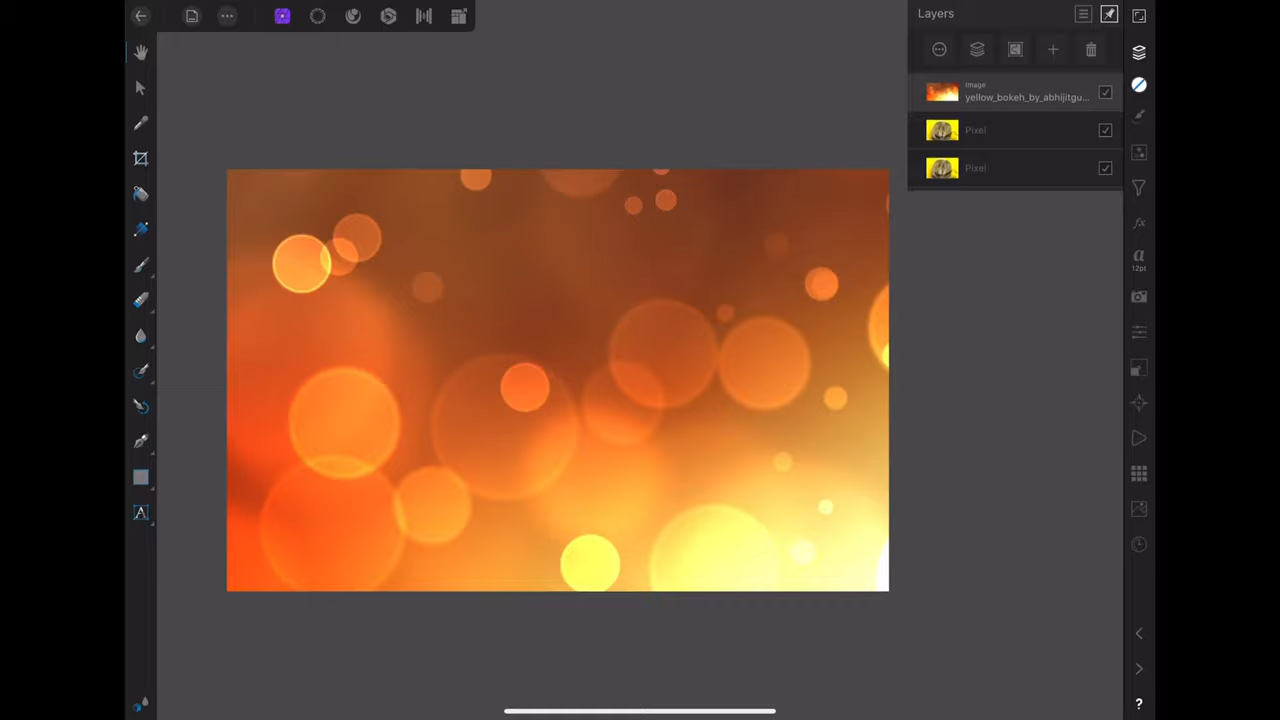 Layers
Image
yellow_bokeh_by_abhijitgu...
Pixel
Pixel
a
12pt
A
?